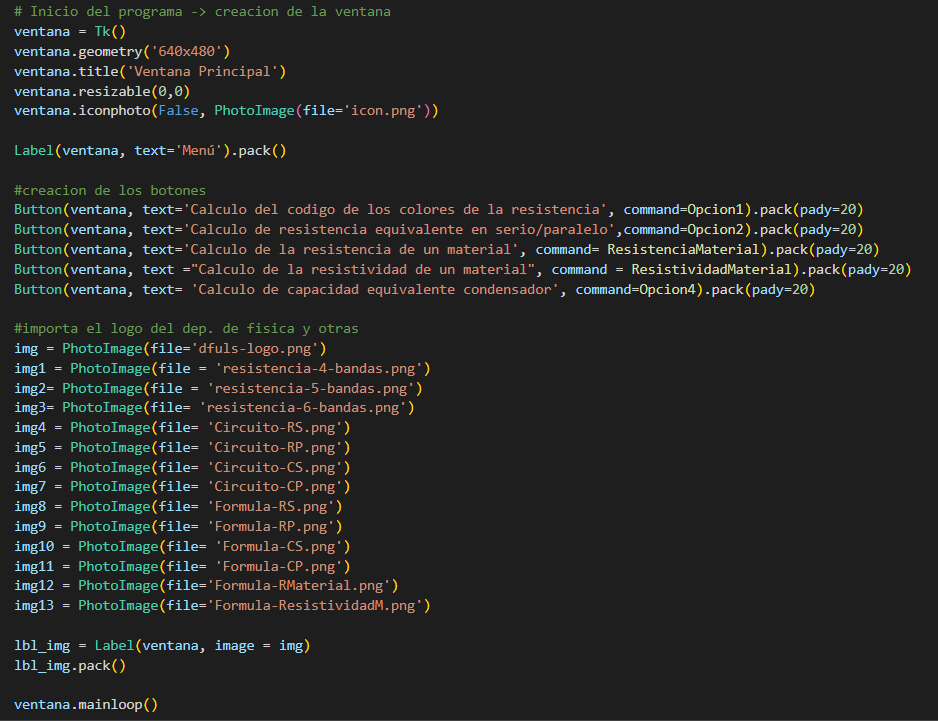 # Inicio del programa -> creacion de la ventana
ventana = Tk()
ventana.geometry('640x480')
ventana.title('Ventana Principal')
ventana.resizable(0,0)
ventana.iconphoto(False, PhotoImage(file='icon.png'))
Label(ventana, text='Menú').pack()
#creacion de los botones
Button(ventana, text='Calculo del codigo de los colores de la resistencia', command=Opcion1).pack(pady=20)
Button(ventana, text='Calculo de resistencia equivalente en serio/paralelo',command=Opcion2).pack(pady=20)
Button(ventana, text='Calculo de la resistencia de un material', command= ResistenciaMaterial).pack(pady=20)
Button(ventana, text ="Calculo de la resistividad de un material", command = ResistividadMaterial).pack(pady=20)
Button(ventana, text= 'Calculo de capacidad equivalente condensador', command=Opcion4).pack(pady=20)
#importa el logo del dep. de fisica y otras
img = PhotoImage(file='dfuls-logo.png')
img1 = PhotoImage(file = 'resistencia-4-bandas.png')
img2= PhotoImage(file = 'resistencia-5-bandas.png')
img3= PhotoImage(file= 'resistencia-6-bandas.png')
img4 = PhotoImage(file= 'Circuito-RS.png')
img5 = PhotoImage(file= 'Circuito-RP.png')
img6 = PhotoImage(file= 'Circuito-CS.png')
img7 = PhotoImage(file= 'Circuito-CP.png')
img8 = PhotoImage(file= 'Formula-RS.png')
img9 = PhotoImage(file= 'Formula-RP.png')
img10 = PhotoImage(file= 'Formula-CS.png')
img11 = PhotoImage(file= 'Formula-CP.png')
img12 = PhotoImage(file='Formula-RMaterial.png')
img13 = PhotoImage(file='Formula-ResistividadM.png')
lbl_img = Label(ventana, image = img)
lbl_img.pack()
ventana.mainloop()